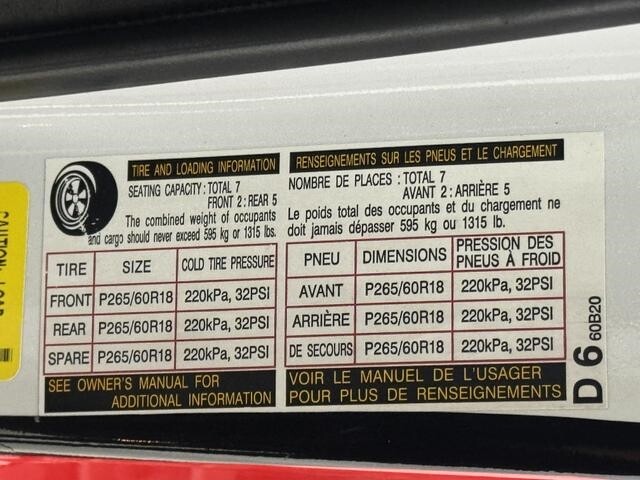 TIRE AND LOADING INFORMATION
SEATING CAPACITY: TOTAL 7
FRONT 2: REAR 5
The combined weight of occupants
and cargo should never exceed 595 kg or 1315 lbs.
TIRE SIZE COLD TIRE PRESSURE
FRONT P265/60R18 220kPa, 32PSI
REAR P265/60R18 220kPa, 32PSI
SPARE P265/60R18 220kPa, 32PSI
SEE OWNER'S MANUAL FOR
ADDITIONAL INFORMATION
RENSEIGNEMENTS SUR LES PNEUS ET LE CHARGEMENT
NOMBRE DE PLACES : TOTAL 7
AVANT 2: ARRIÈRE 5
Le poids total des occupants et du chargement ne
doit jamais dépasser 595 kg ou 1315 lb.
PNEU DIMENSIONS PRESSION DES
PNEUS À FROID
AVANT P265/60R18 220kPa, 32PSI
ARRIÈRE P265/60R18 220kPa, 32PSI
DE SECOURS P265/60R18 220kPa, 32PSI
VOIR LE MANUEL DE L'USAGER
POUR PLUS DE RENSEIGNEMENTS
D 6 60B20
CAUTION: